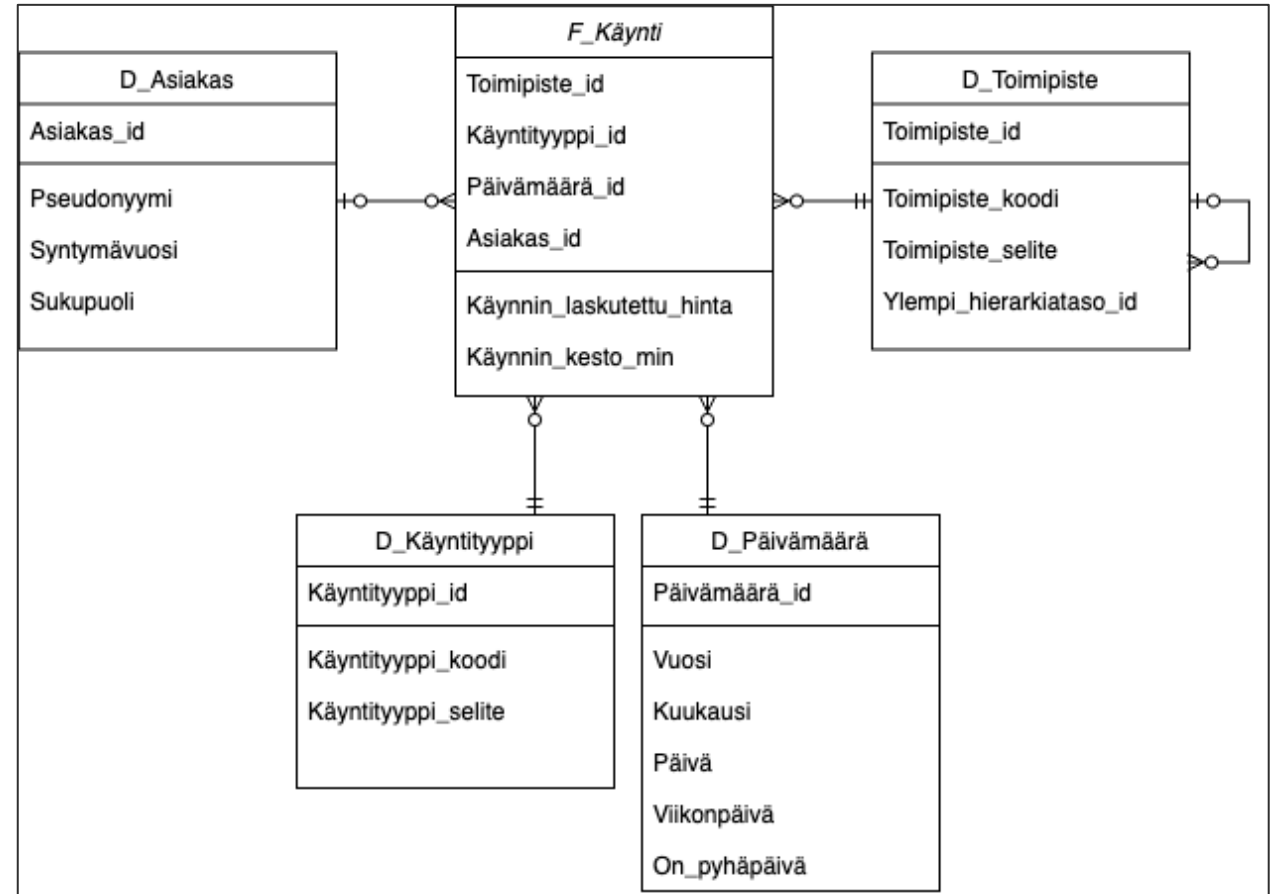 F_Käynti
Toimipiste_id
Käyntityyppi_id
Päivämäärä_id
Asiakas_id
Käynnin_laskutettu_hinta
Käynnin_kesto_min
D_Asiakas
Asiakas_id
Pseudonyymi
Syntymävuosi
Sukupuoli
D_Toimipiste
Toimipiste_id
Toimipiste_koodi
Toimipiste_selite
Ylempi_hierarkiataso_id
D_Käyntityyppi
Käyntityyppi_id
Käyntityyppi_koodi
Käyntityyppi_selite
D_Päivämäärä
Päivämäärä_id
Vuosi
Kuukausi
Päivä
Viikonpäivä
On_pyhäpäivä